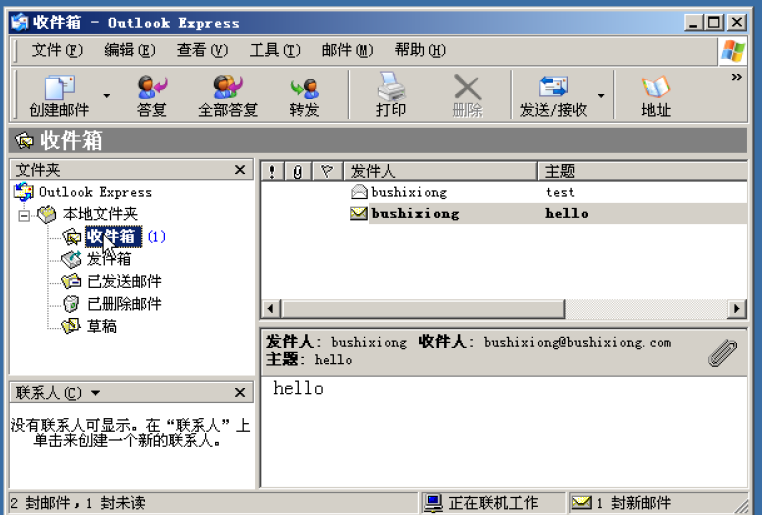 收件箱 - Outlook Express
文件(F) 编辑(E) 查看(V) 工具(T) 邮件(M) 帮助(H)
创建邮件 答复 全部答复 转发 打印 删除 发送/接收 地址 »
收件箱
文件夹
Outlook Express
本地文件夹
收件箱 (1)
发件箱
已发送邮件
已删除邮件
草稿
联系人(C)
没有联系人可显示。在“联系人”上
单击来创建一个新的联系人。
! 发件人 主题
bushixiong test
bushixiong hello
发件人: bushixiong 收件人: bushixiong@bushixiong.com
主题: hello
hello
2 封邮件，1 封未读 正在联机工作 1 封新邮件